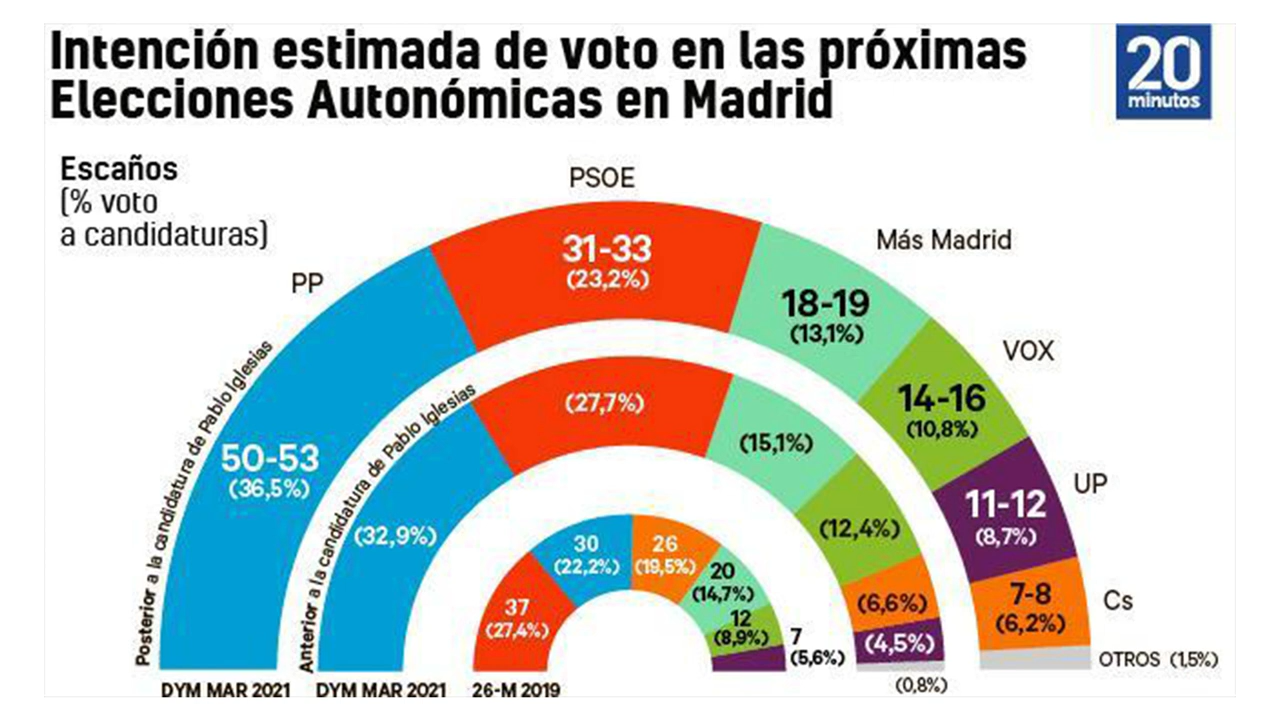 Intención estimada de voto en las próximas
Elecciones Autonómicas en Madrid
20
minutos
Escaños
(% voto
a candidaturas)
PP
PSOE
Más Madrid
VOX
UP
Cs
OTROS (1,5%)
Posterior a la candidatura de Pablo Iglesias
50-53
(36,5%)
31-33
(23,2%)
18-19
(13,1%)
14-16
(10,8%)
11-12
(8,7%)
7-8
(6,2%)
Anterior a la candidatura de Pablo Iglesias
(32,9%)
(27,7%)
(15,1%)
(12,4%)
(6,6%)
(4,5%)
(0,8%)
37
(27,4%)
30
(22,2%)
26
(19,5%)
20
(14,7%)
12
(8,9%)
7
(5,6%)
DYM MAR 2021
DYM MAR 2021
26-M 2019